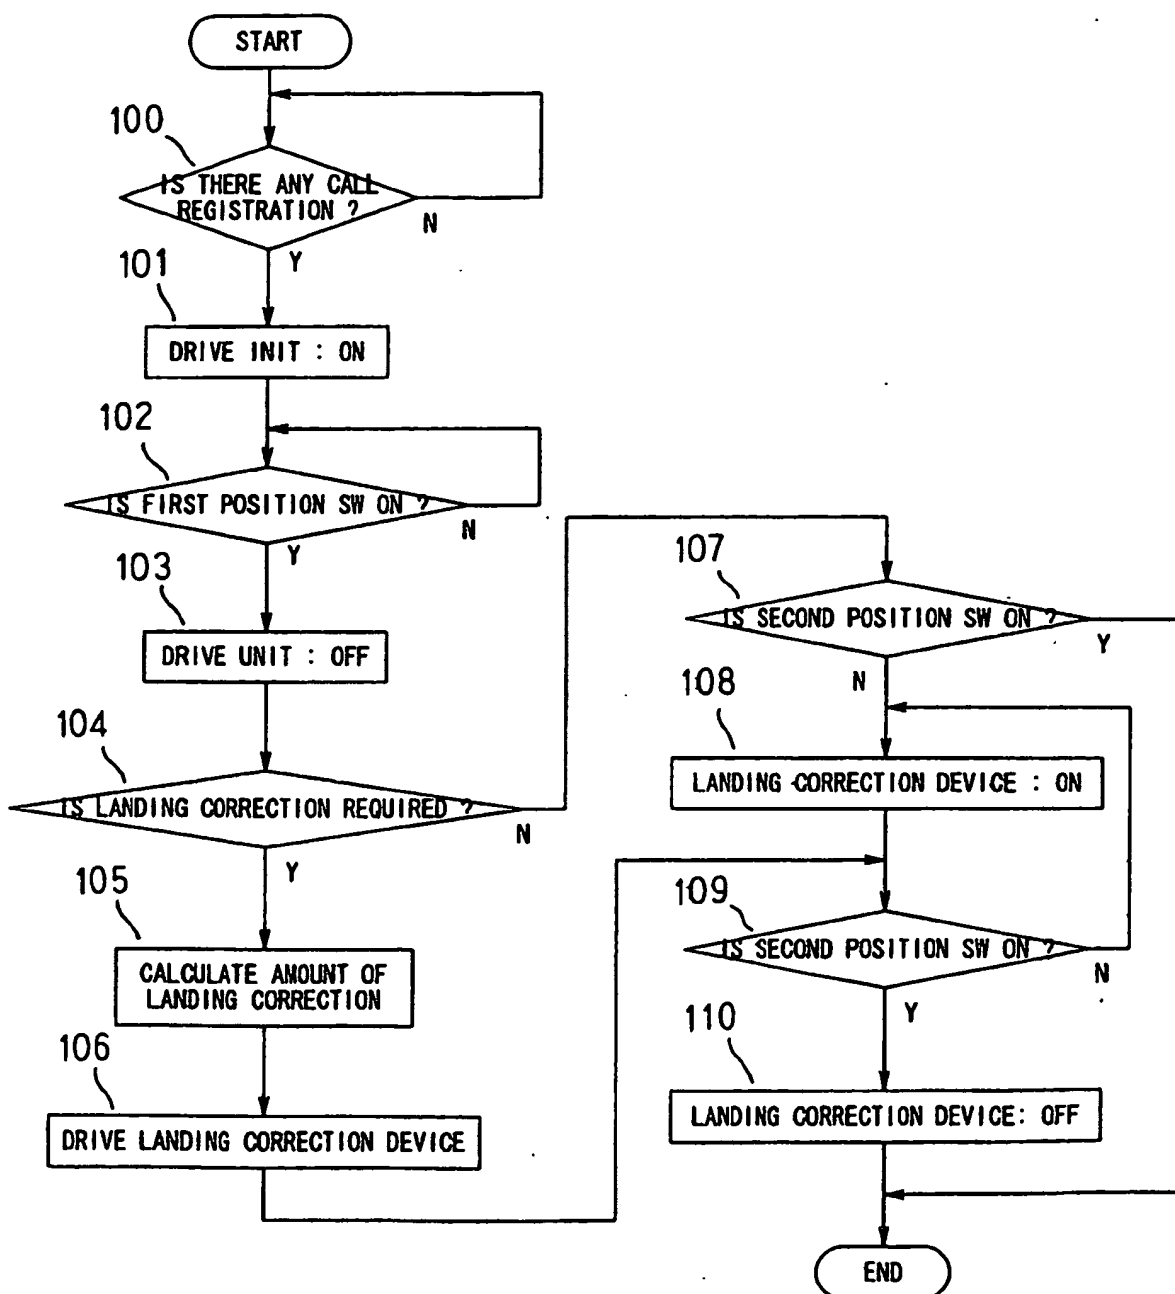 START
100
IS THERE ANY CALL
REGISTRATION ?
N
Y
101
DRIVE INIT : ON
102
IS FIRST POSITION SW ON ?
N
Y
103
DRIVE UNIT : OFF
104
IS LANDING CORRECTION REQUIRED ?
N
Y
105
CALCULATE AMOUNT OF
LANDING CORRECTION
106
DRIVE LANDING CORRECTION DEVICE
107
IS SECOND POSITION SW ON ?
Y
N
108
LANDING CORRECTION DEVICE : ON
109
IS SECOND POSITION SW ON ?
N
Y
110
LANDING CORRECTION DEVICE: OFF
END